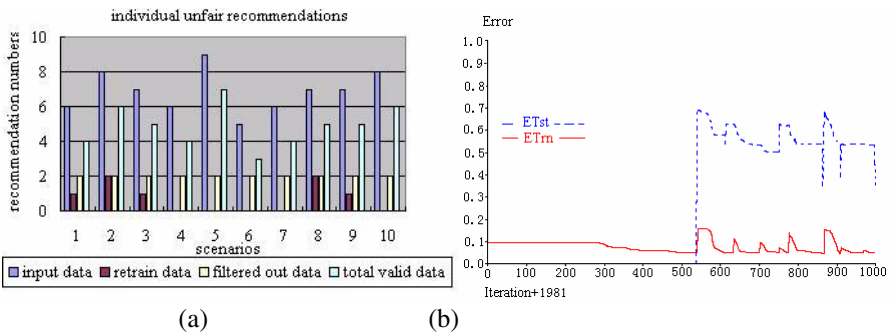 individual unfair recommendations
recommendation numbers
10
8
6
4
2
0
1 2 3 4 5 6 7 8 9 10
scenarios
input data retrain data filtered out data total valid data
(a)
Error
1.0
0.9
0.8
0.7
0.6
0.5
0.4
0.3
0.2
0.1
0.0
ETst
ETrn
0 100 200 300 400 500 600 700 800 900 1000
Iteration+1981
(b)